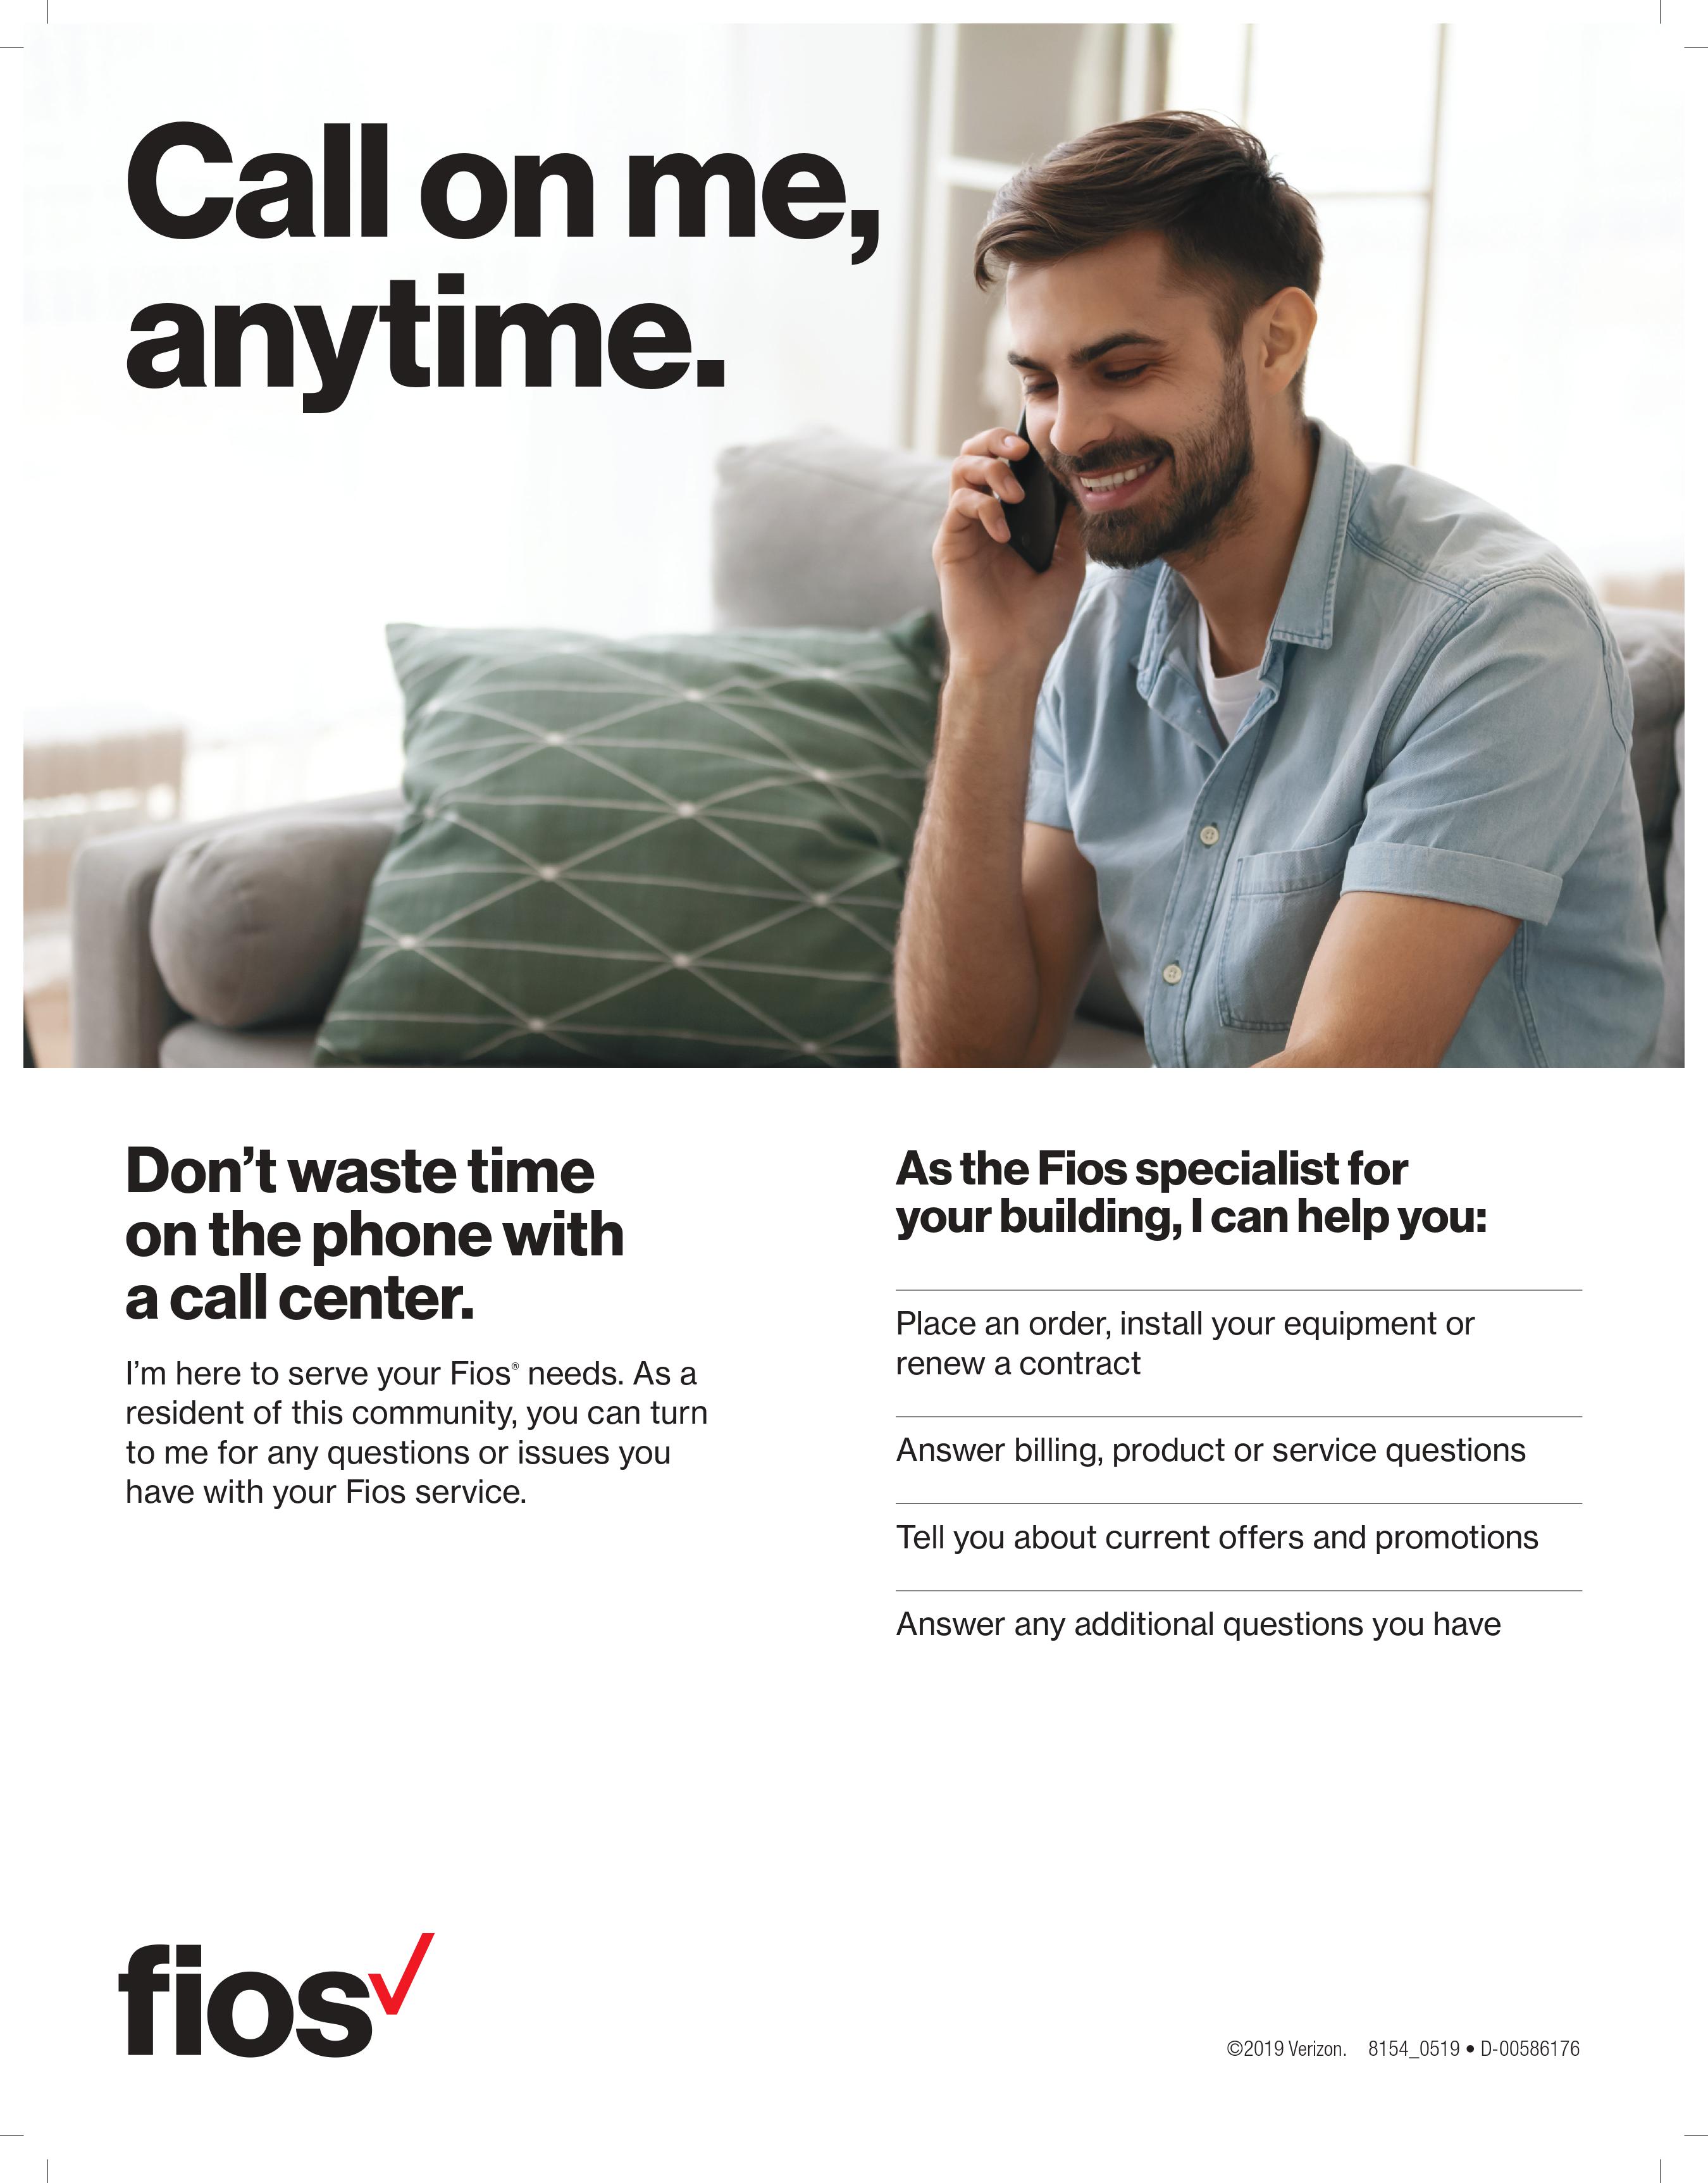 Call on me,
anytime.
Don’t waste time
on the phone with
a call center.
I’m here to serve your Fios® needs. As a
resident of this community, you can turn
to me for any questions or issues you
have with your Fios service.
As the Fios specialist for
your building, I can help you:
Place an order, install your equipment or
renew a contract
Answer billing, product or service questions
Tell you about current offers and promotions
Answer any additional questions you have
fios
©2019 Verizon. 8154_0519 • D-00586176